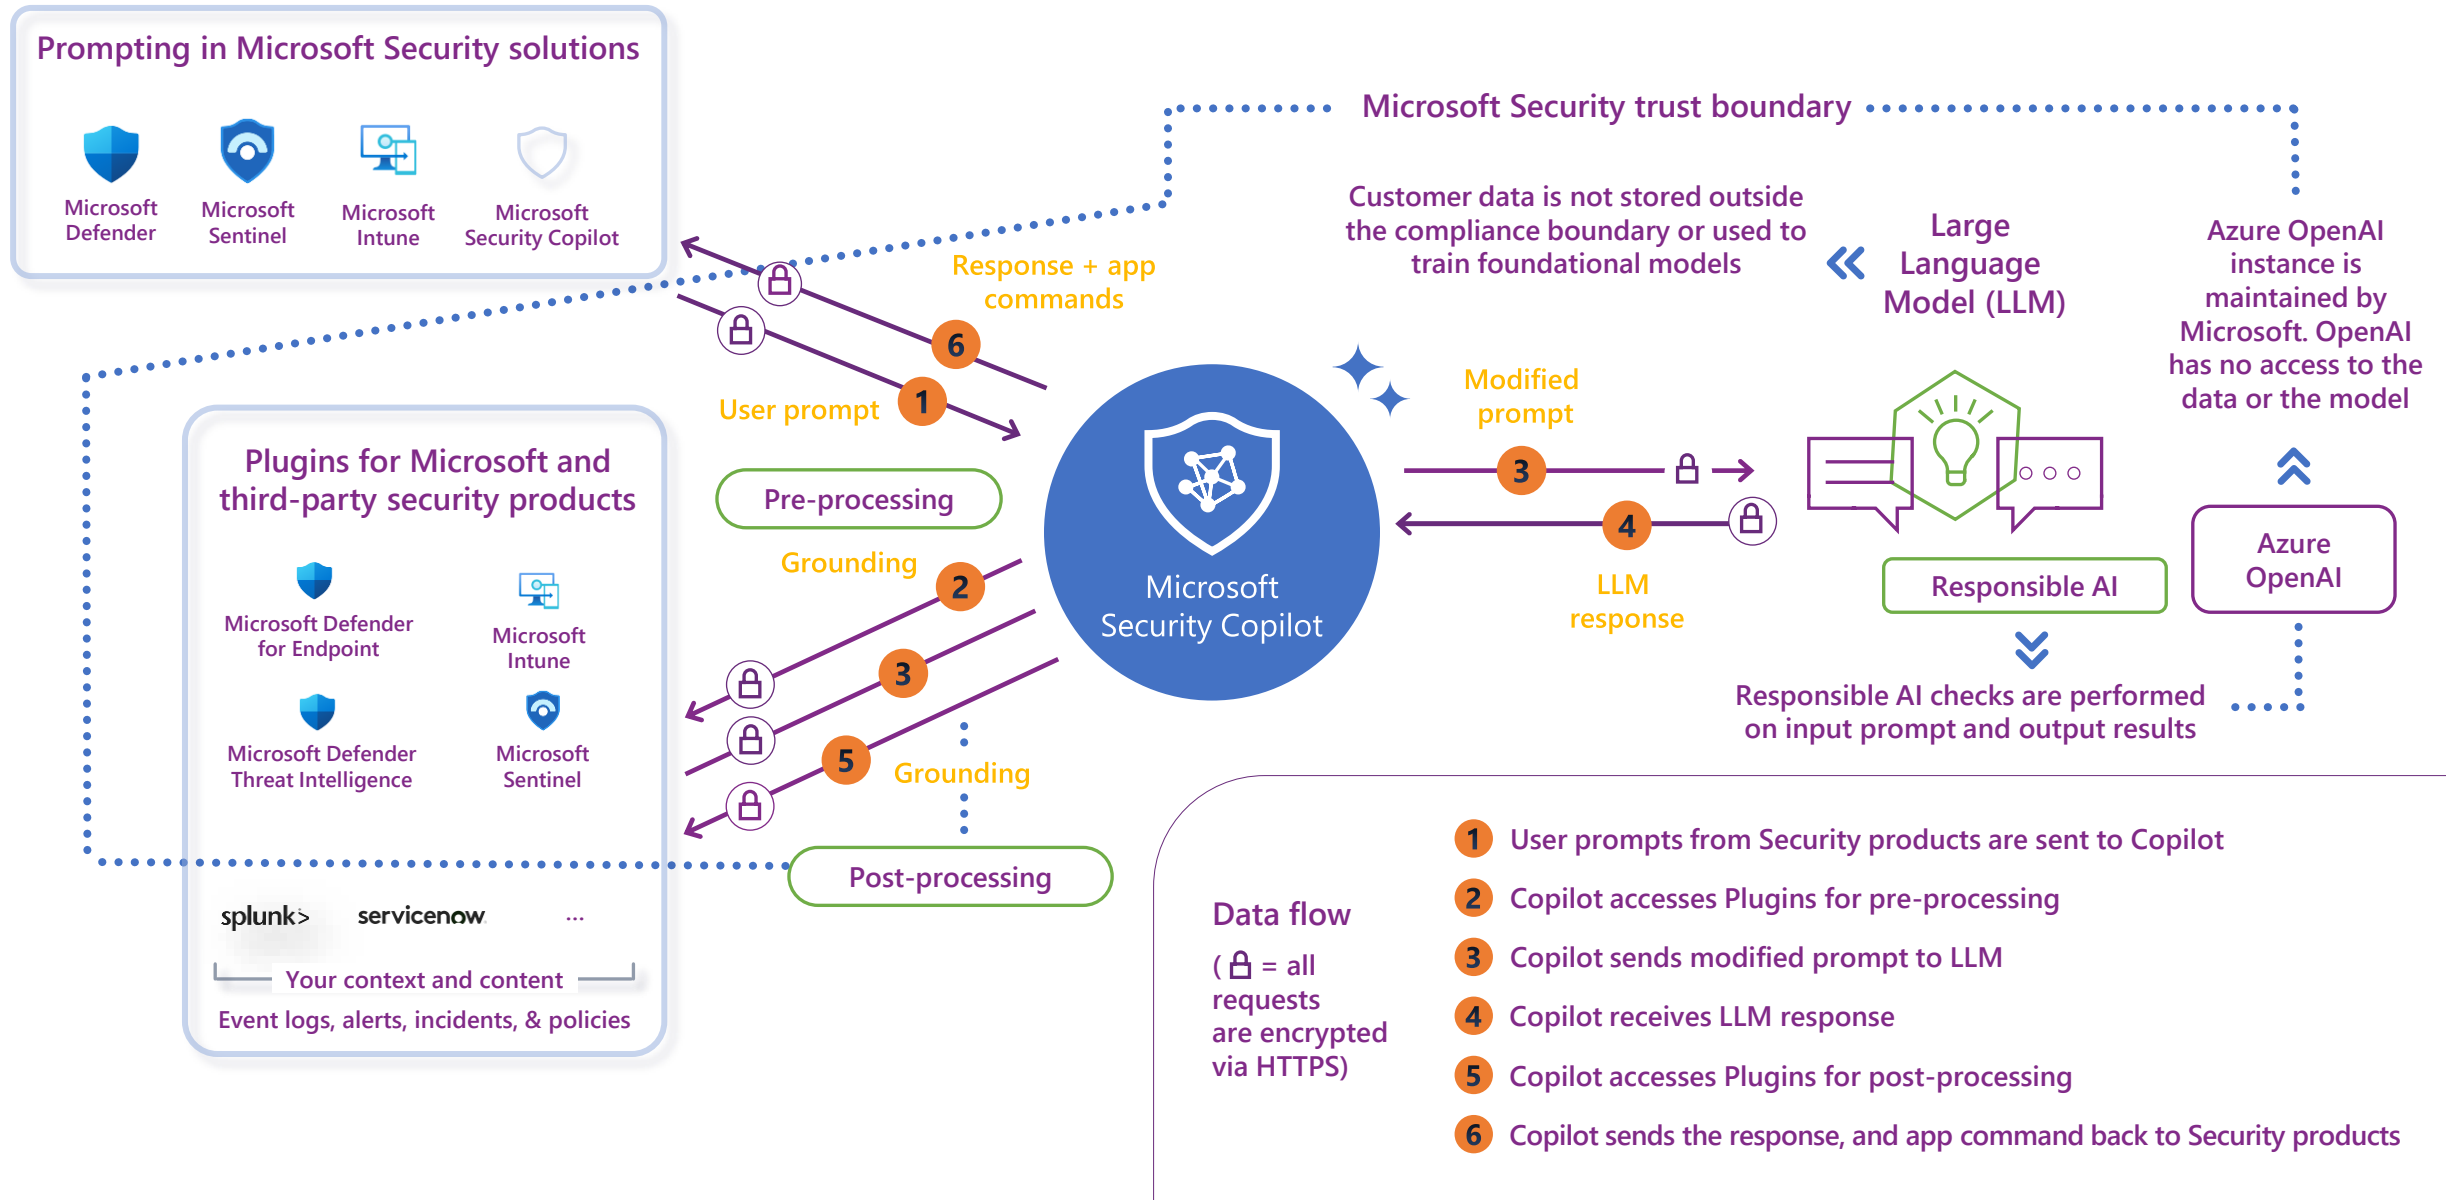 Prompting in Microsoft Security solutions
Microsoft
Defender
Microsoft
Sentinel
Microsoft
Intune
Microsoft
Security Copilot
Microsoft Security trust boundary
Customer data is not stored outside
the compliance boundary or used to
train foundational models
Large
Language
Model (LLM)
Azure OpenAI
instance is
maintained by
Microsoft. OpenAI
has no access to the
data or the model
Response + app
commands
6
User prompt
1
Modified
prompt
3
4
LLM
response
Pre-processing
Grounding
2
3
5
Grounding
Post-processing
Microsoft
Security Copilot
Responsible AI
Azure
OpenAI
Responsible AI checks are performed
on input prompt and output results
Plugins for Microsoft and
third-party security products
Microsoft Defender
for Endpoint
Microsoft
Intune
Microsoft Defender
Threat Intelligence
Microsoft
Sentinel
splunk>
servicenow
...
Your context and content
Event logs, alerts, incidents, & policies
Data flow
( = all
requests
are encrypted
via HTTPS)
1 User prompts from Security products are sent to Copilot
2 Copilot accesses Plugins for pre-processing
3 Copilot sends modified prompt to LLM
4 Copilot receives LLM response
5 Copilot accesses Plugins for post-processing
6 Copilot sends the response, and app command back to Security products